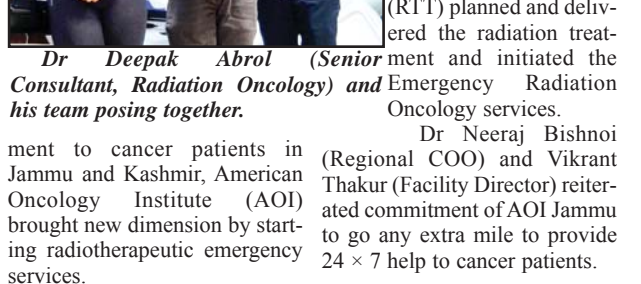 Dr Deepak Abrol (Senior
Consultant, Radiation Oncology) and
his team posing together.
ment to cancer patients in
Jammu and Kashmir, American
Oncology Institute (AOI)
brought new dimension by start-
ing radiotherapeutic emergency
services.
(RTT) planned and deliv-
ered the radiation treat-
ment and initiated the
Emergency Radiation
Oncology services.
Dr Neeraj Bishnoi
(Regional COO) and Vikrant
Thakur (Facility Director) reiter-
ated commitment of AOI Jammu
to go any extra mile to provide
24 × 7 help to cancer patients.